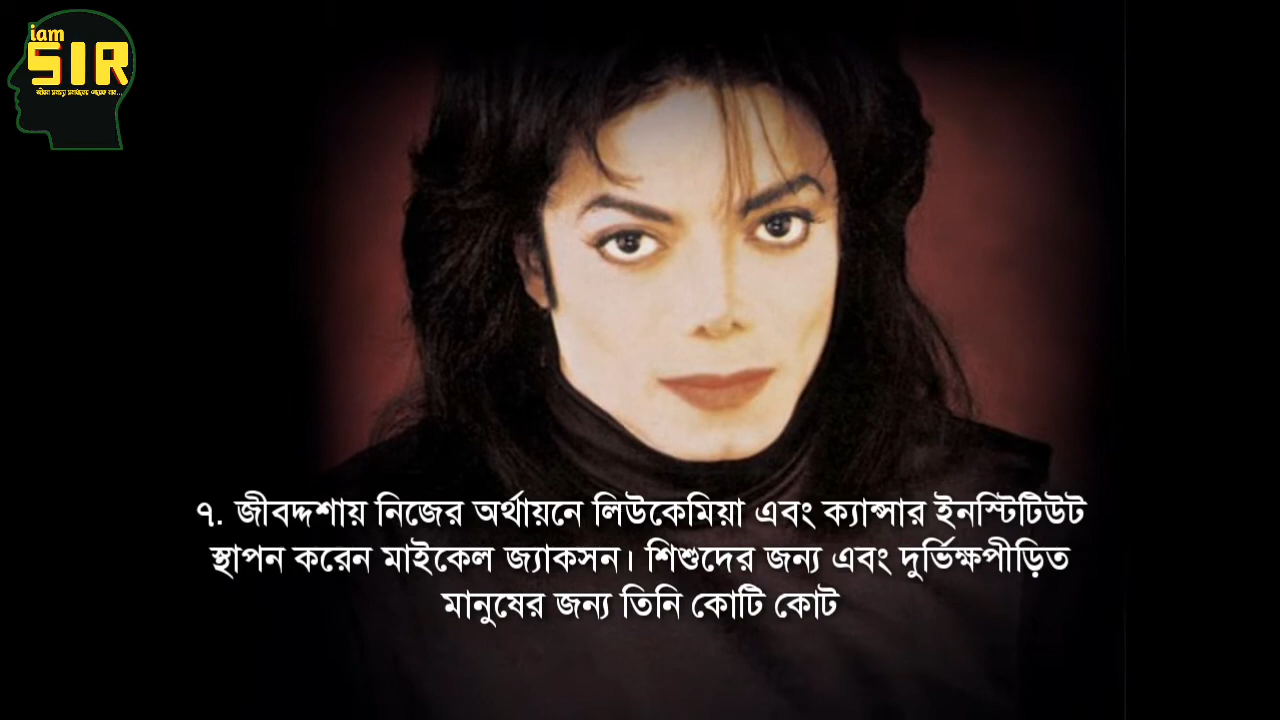 iam
SIR
৭. জীবদ্দশায় নিজের অর্থায়নে লিউকেমিয়া এবং ক্যান্সার ইনস্টিটিউট
স্থাপন করেন মাইকেল জ্যাকসন। শিশুদের জন্য এবং দুর্ভিক্ষপীড়িত
মানুষের জন্য তিনি কোটি কোট